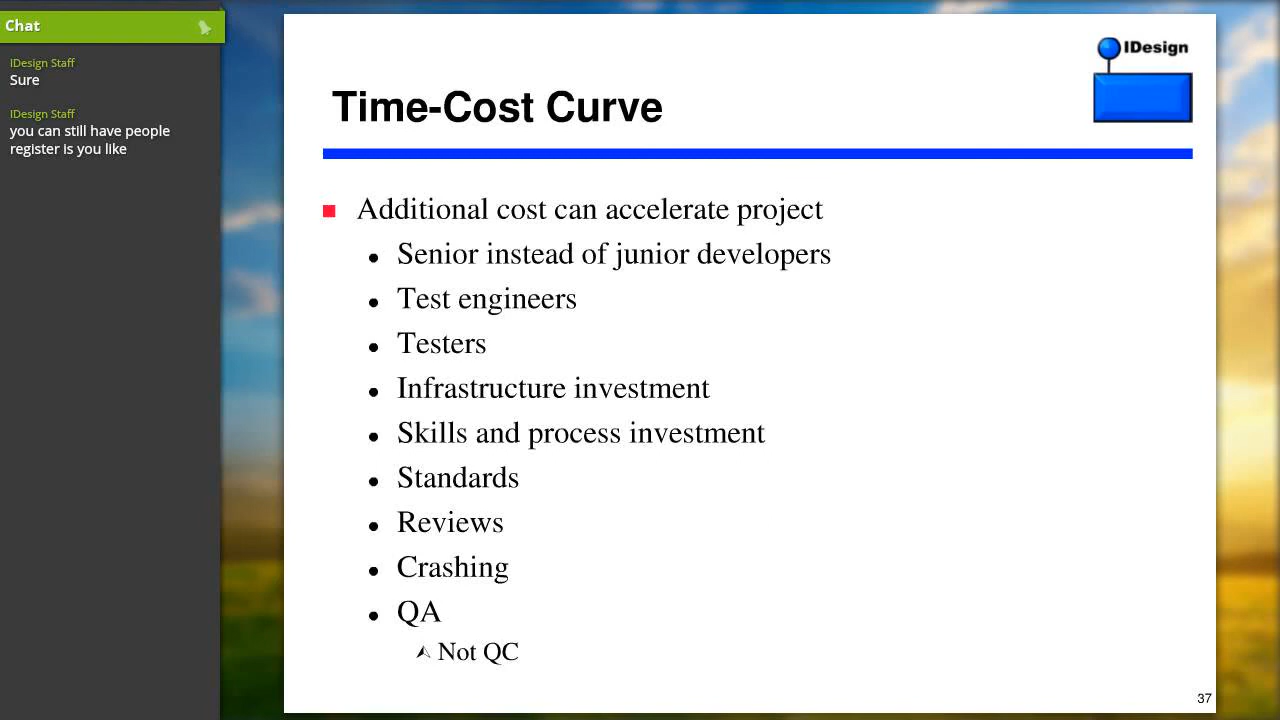 Chat
IDesign Staff
Sure
IDesign Staff
you can still have people
register is you like
IDesign
Time-Cost Curve
Additional cost can accelerate project
Senior instead of junior developers
Test engineers
Testers
Infrastructure investment
Skills and process investment
Standards
Reviews
Crashing
QA
Not QC
37